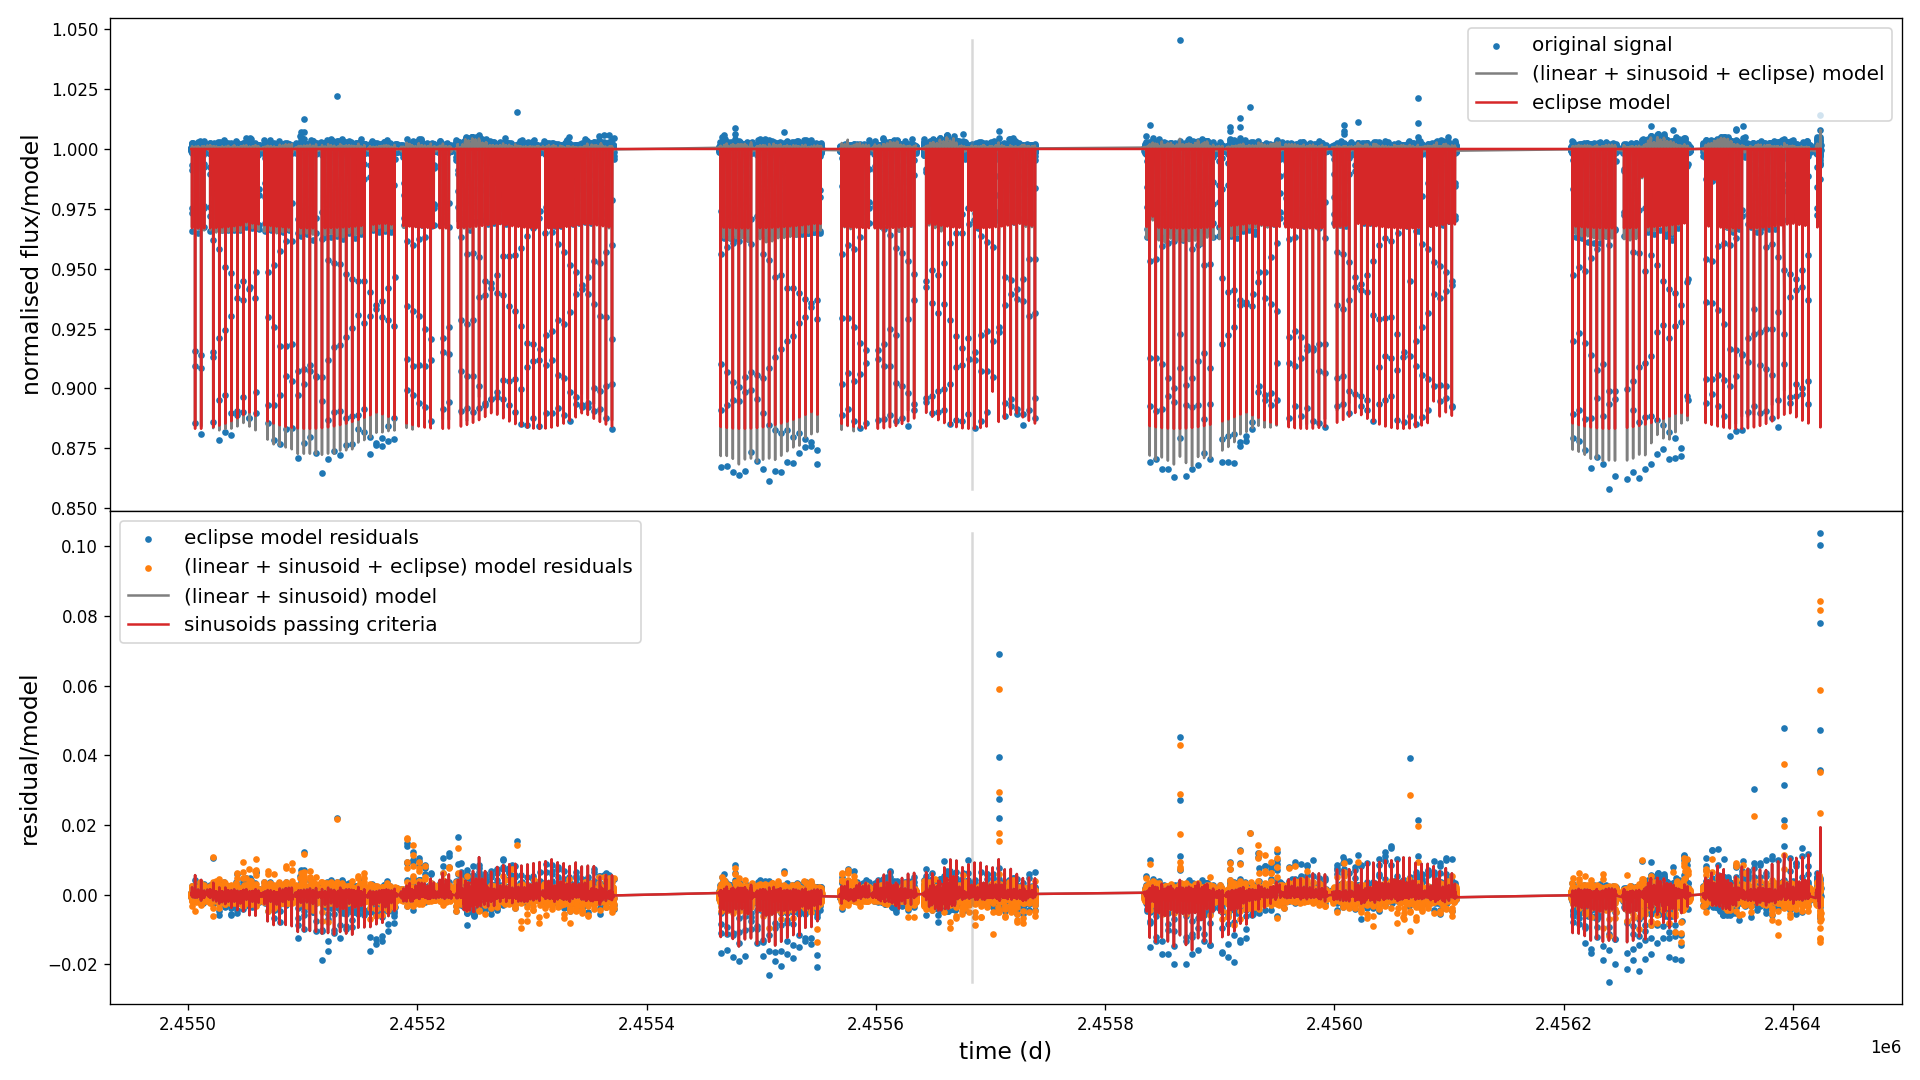 normalised flux/model
1.050
1.025
1.000
0.975
0.950
0.925
0.900
0.875
0.850
original signal
(linear + sinusoid + eclipse) model
eclipse model
residual/model
0.10
0.08
0.06
0.04
0.02
0.00
−0.02
eclipse model residuals
(linear + sinusoid + eclipse) model residuals
(linear + sinusoid) model
sinusoids passing criteria
2.4550 2.4552 2.4554 2.4556 2.4558 2.4560 2.4562 2.4564
1e6
time (d)